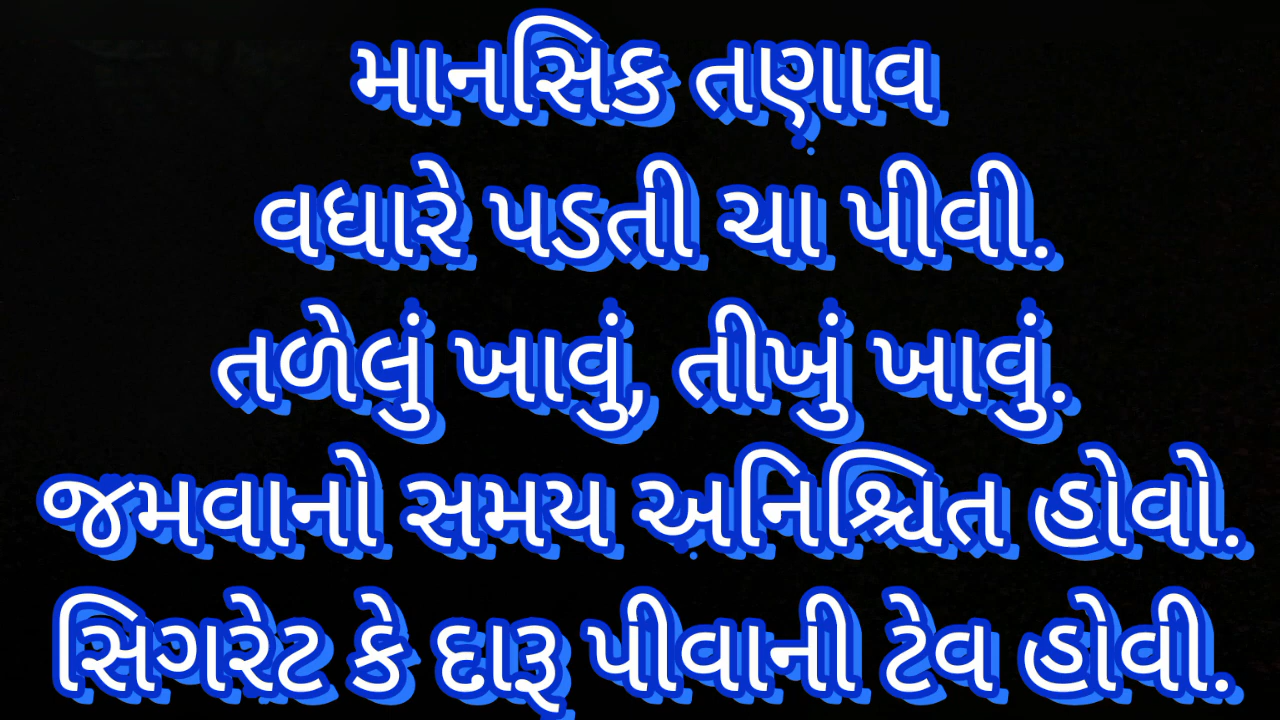 માનસિક તણાવ
વધારે પડતી ચા પીવી.
તળેલું ખાવું, તીખું ખાવું.
જમવાનો સમય અનિશ્ચિત હોવો.
સિગરેટ કે દારૂ પીવાની ટેવ હોવી.